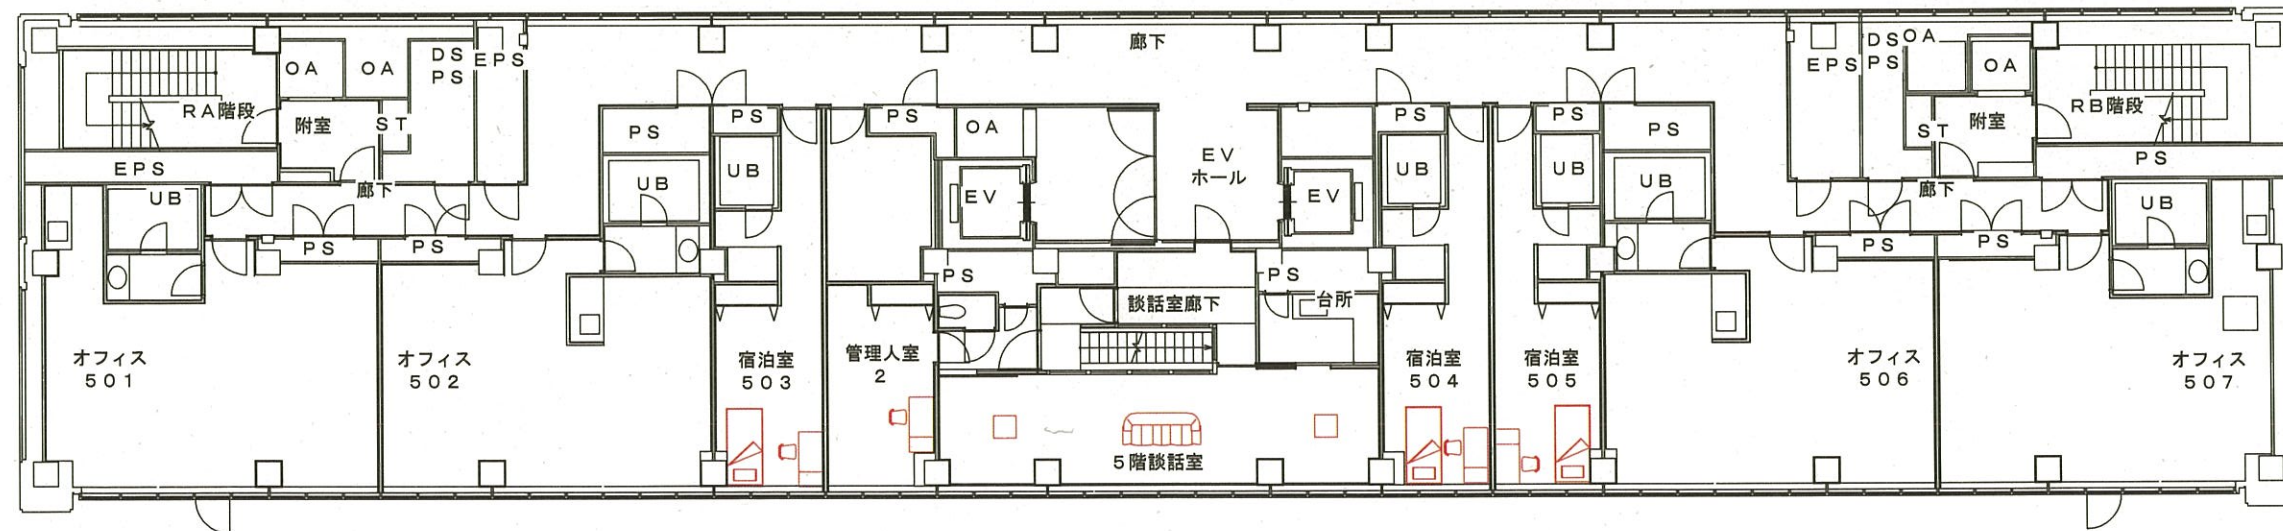 廊下
ＤＳ
ＰＳ
ＥＰＳ
ＯＡ
ＯＡ
ＲＡ階段
附室
ＳＴ
ＥＰＳ
廊下
ＵＢ
ＰＳ
ＰＳ
ＰＳ
ＵＢ
ＰＳ
ＵＢ
ＰＳ
ＯＡ
ＥＶ
ＥＶ
ホール
ＥＶ
ＰＳ
ＵＢ
ＰＳ
ＵＢ
ＰＳ
ＵＢ
ＥＰＳ
ＤＳ
ＰＳ
ＯＡ
ＯＡ
ＲＢ階段
ＳＴ
附室
ＰＳ
廊下
ＵＢ
ＰＳ
ＰＳ
ＰＳ
ＰＳ
談話室廊下
台所
オフィス
５０１
オフィス
５０２
宿泊室
５０３
管理人室
２
宿泊室
５０４
宿泊室
５０５
オフィス
５０６
オフィス
５０７
５階談話室